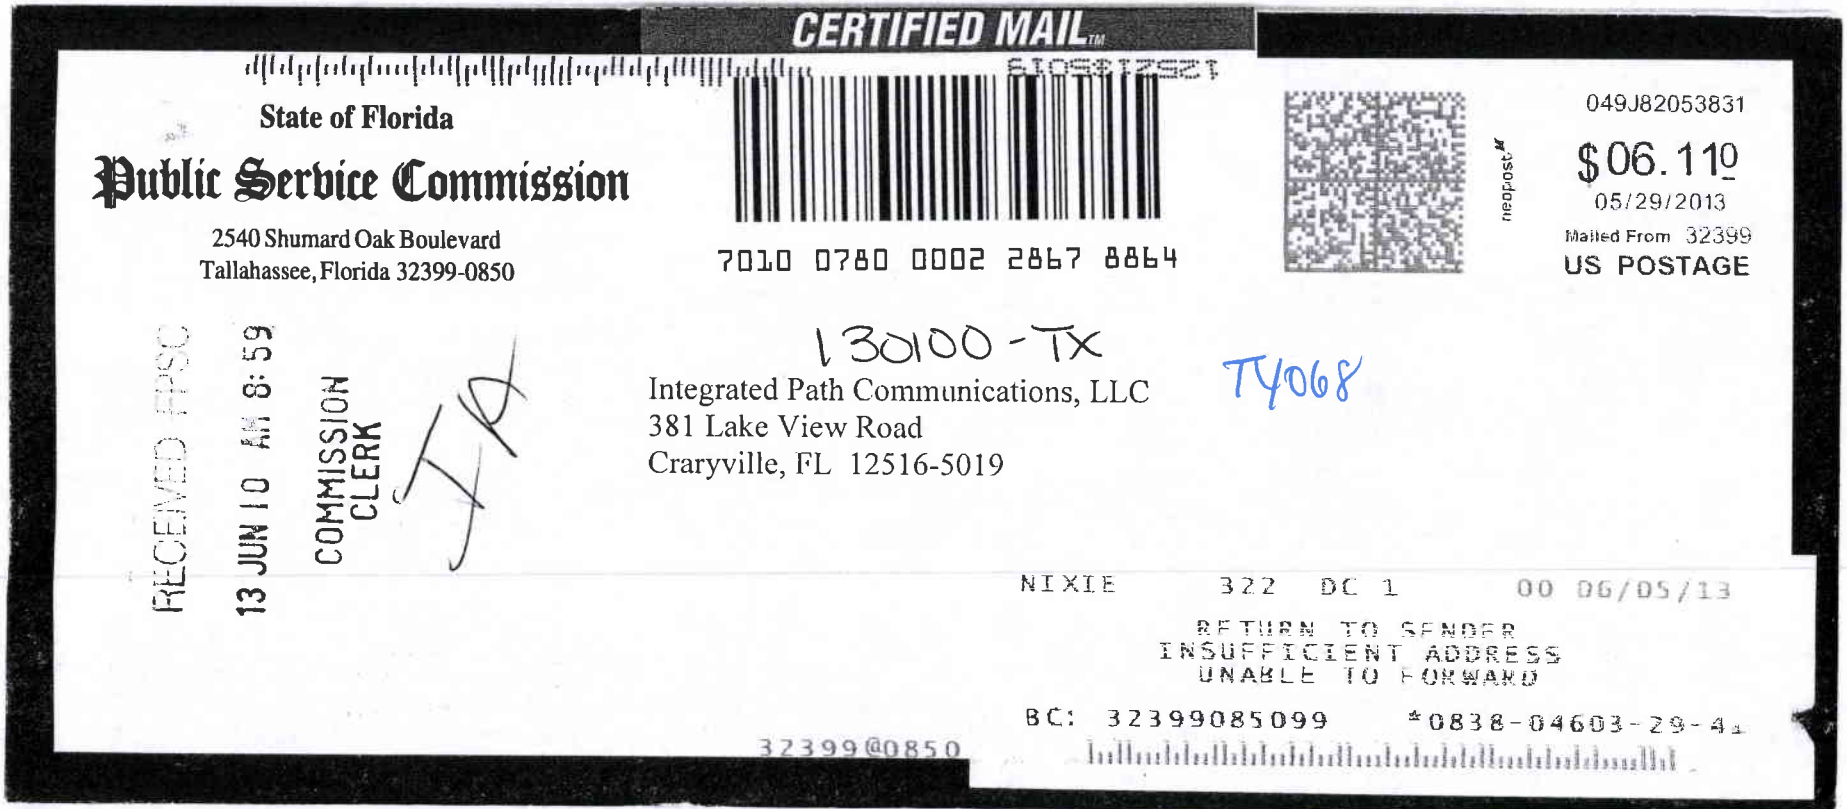 CERTIFIED MAIL™
12521@5019
State of Florida
Public Service Commission
2540 Shumard Oak Boulevard
Tallahassee, Florida 32399-0850
7010 0780 0002 2867 8864
neopost
049J82053831
$06.110
05/29/2013
Mailed From 32399
US POSTAGE
RECEIVED FPSC
13 JUN 10 AM 8:59
COMMISSION
CLERK
130100-TX
TY068
Integrated Path Communications, LLC
381 Lake View Road
Craryville, FL 12516-5019
NIXIE 322 DC 1 00 06/05/13
RETURN TO SENDER
INSUFFICIENT ADDRESS
UNABLE TO FORWARD
BC: 32399085099 *0838-04603-29-41
32399@0850